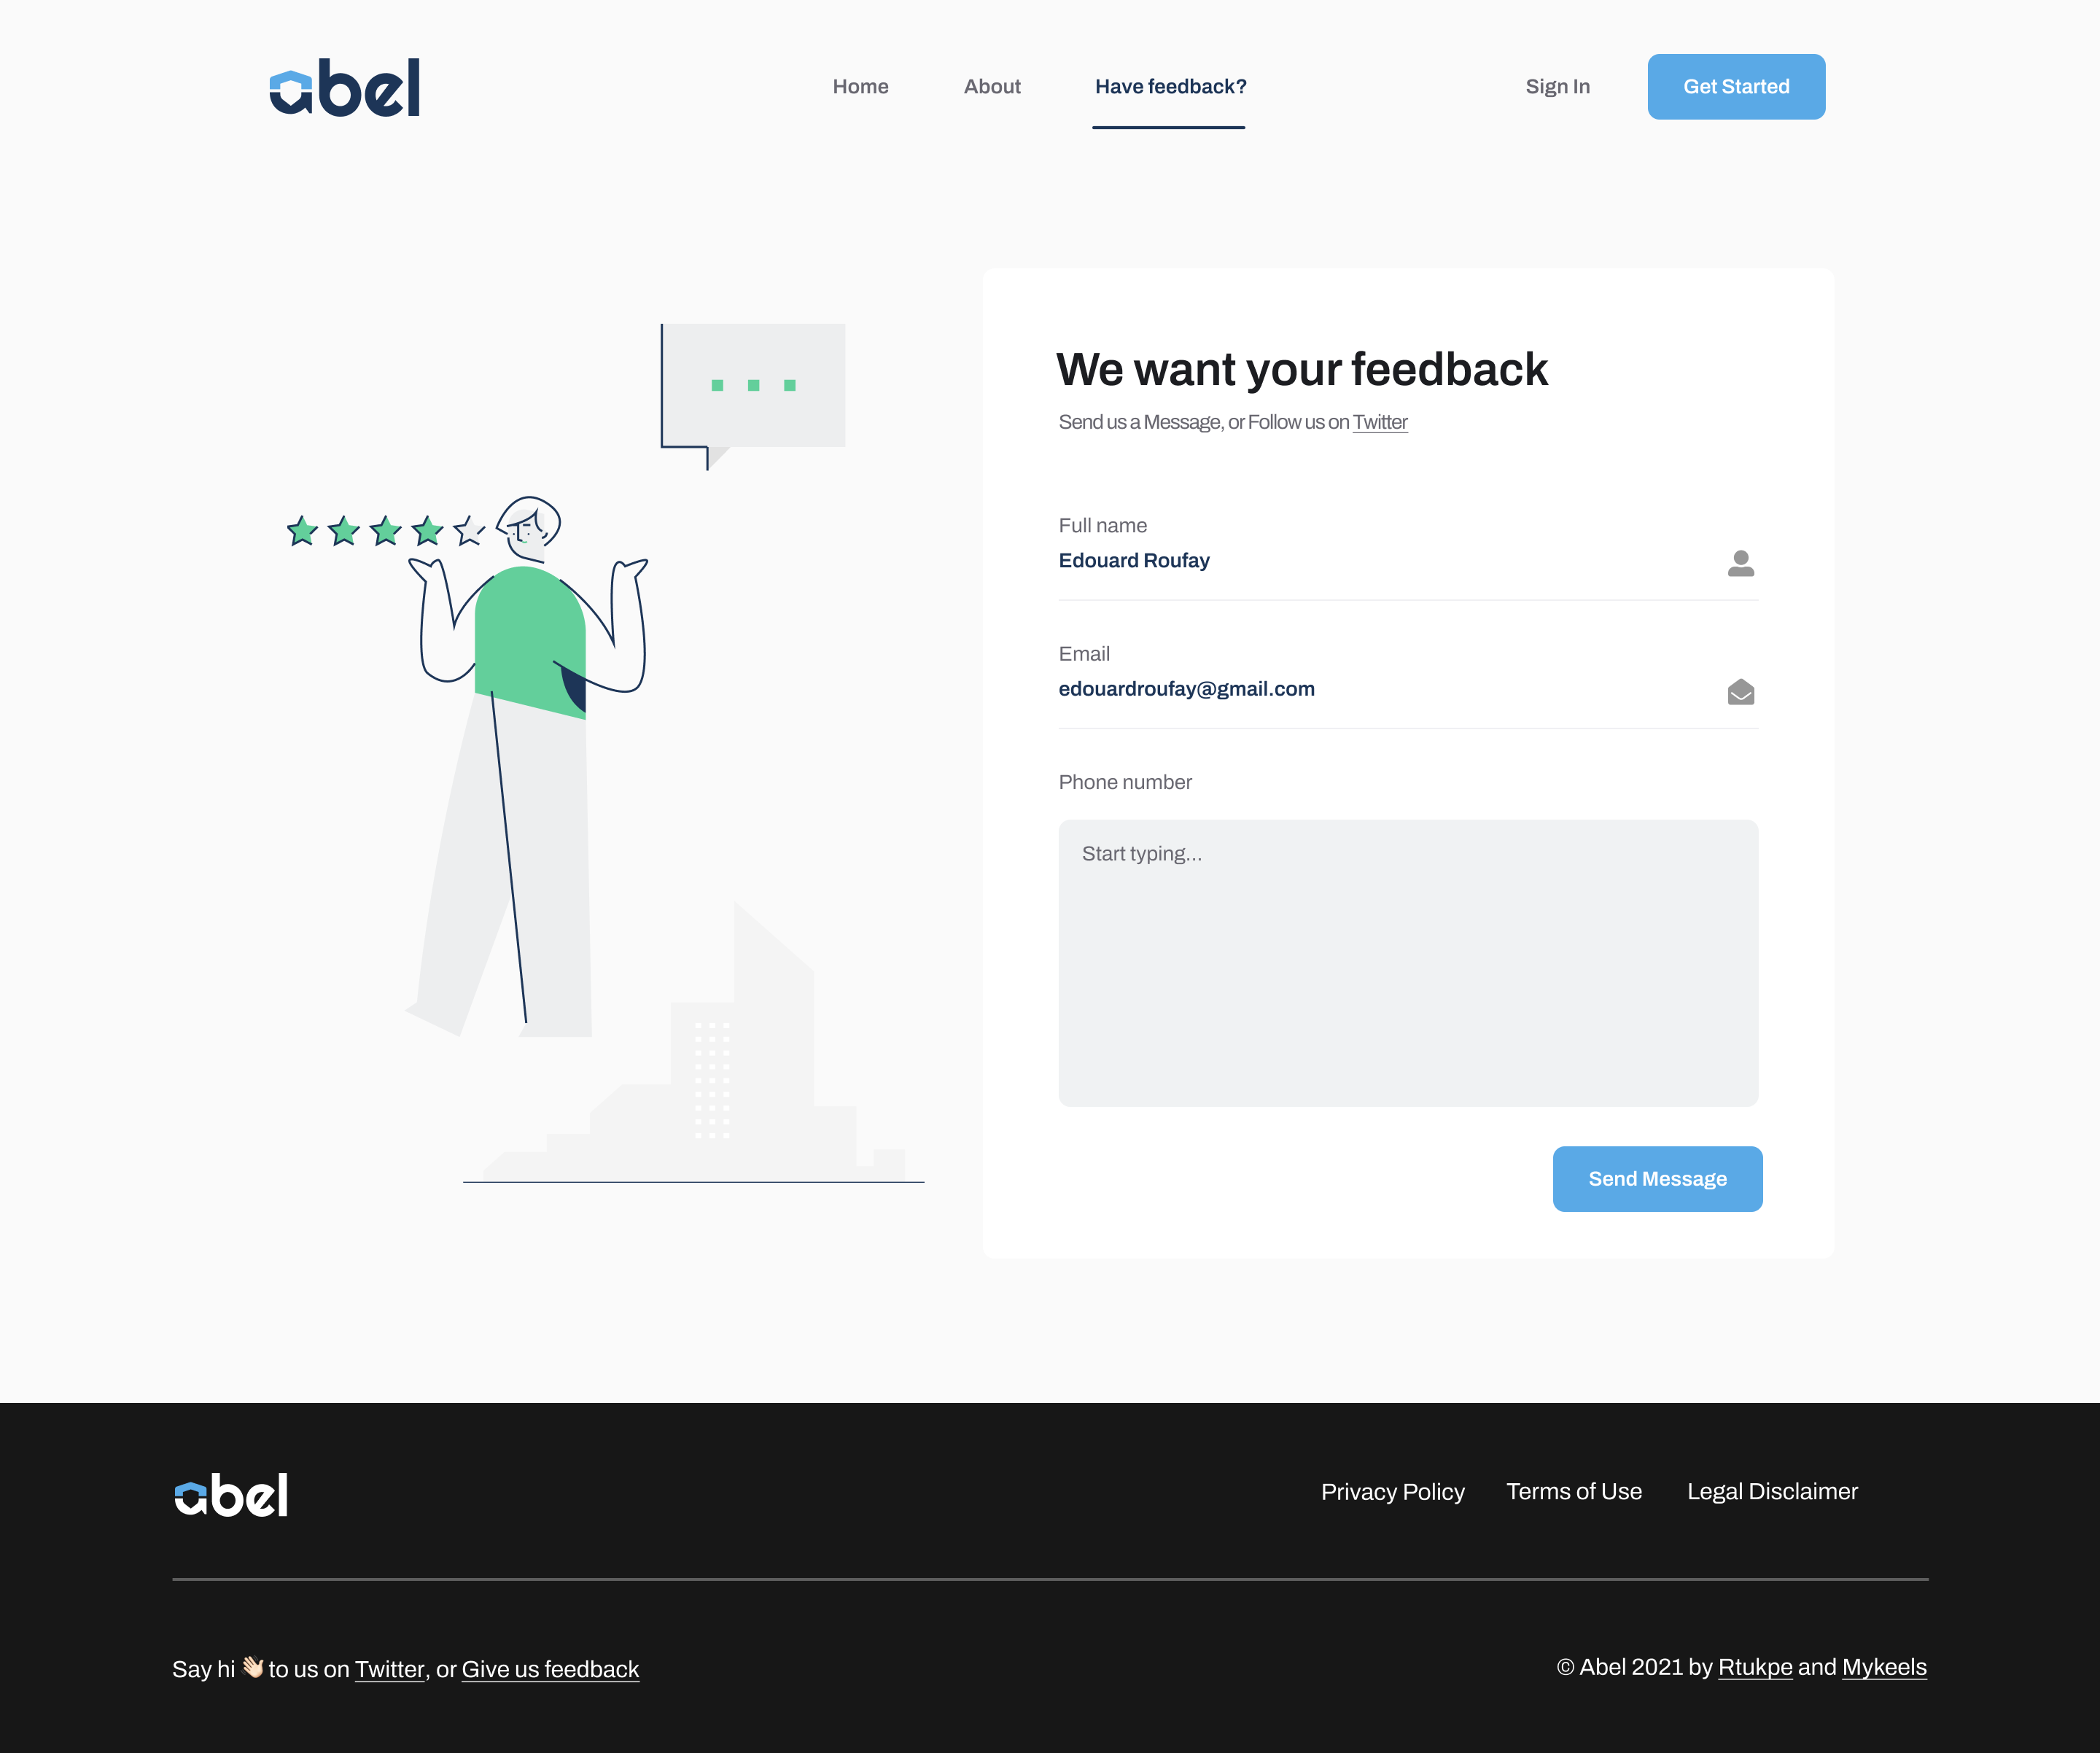 abel
Home About Have feedback? Sign In Get Started
We want your feedback
Send us a Message, or Follow us on Twitter
Full name
Edouard Roufay
Email
edouardroufay@gmail.com
Phone number
Start typing...
Send Message
abel
Privacy Policy Terms of Use Legal Disclaimer
Say hi 👋🏻 to us on Twitter, or Give us feedback
© Abel 2021 by Rtukpe and Mykeels